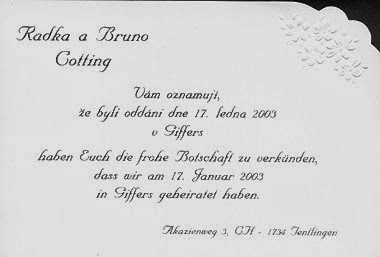 Radka a Bruno
Cotting
Vám oznamují,
že byli oddáni dne 17. ledna 2003
v Giffers
haben Euch die frohe Botschaft zu verkünden,
dass wir am 17. Januar 2003
in Giffers geheiratet haben.
Akazienweg 3, CH - 1734 Tentlingen